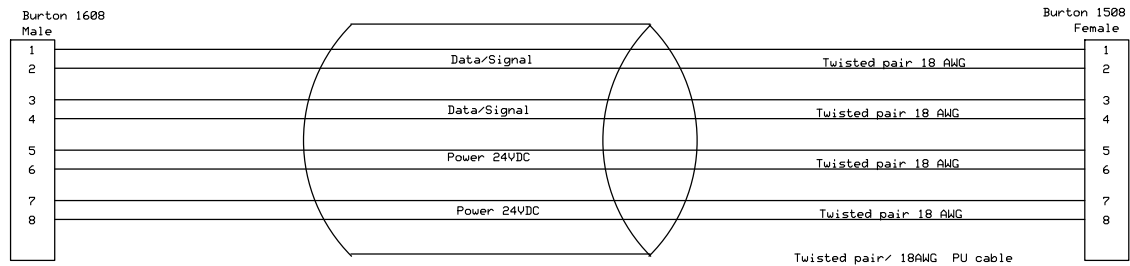 Burton 1608
Male
Burton 1508
Female
1
Data/Signal
Twisted pair 18 AWG
1
2
2
3
Data/Signal
Twisted pair 18 AWG
3
4
4
5
Power 24VDC
Twisted pair 18 AWG
5
6
6
7
Power 24VDC
Twisted pair 18 AWG
7
8
8
Twisted pair/ 18AWG PU cable